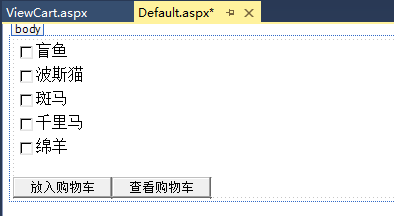 ViewCart.aspx Default.aspx*
body
盲鱼
波斯猫
斑马
千里马
绵羊
放入购物车 查看购物车